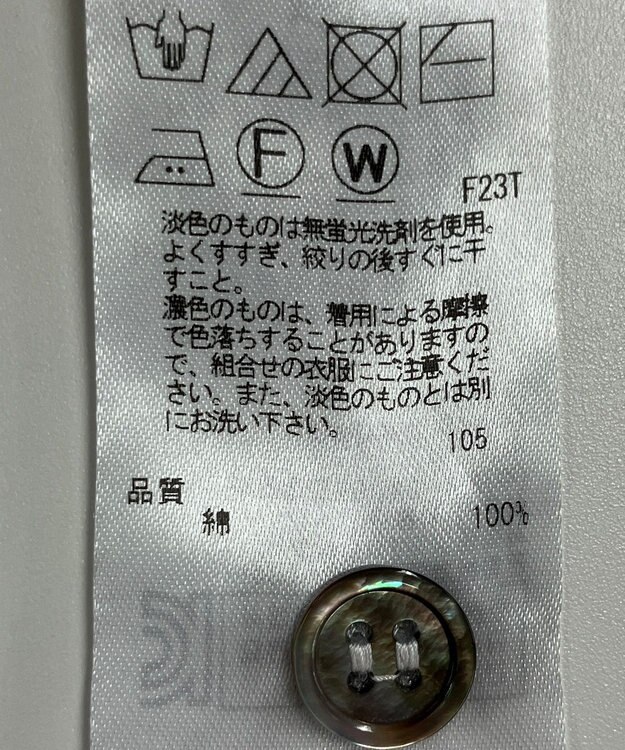 F
W
F23T
淡色のものは無蛍光洗剤を使用。
よくすすぎ、絞りの後すぐに干
すこと。
濃色のものは、着用による摩擦
で色落ちすることがありますの
で、組合せの衣服にご注意くだ
さい。また、淡色のものとは別
にお洗い下さい。
105
品質
綿 100%